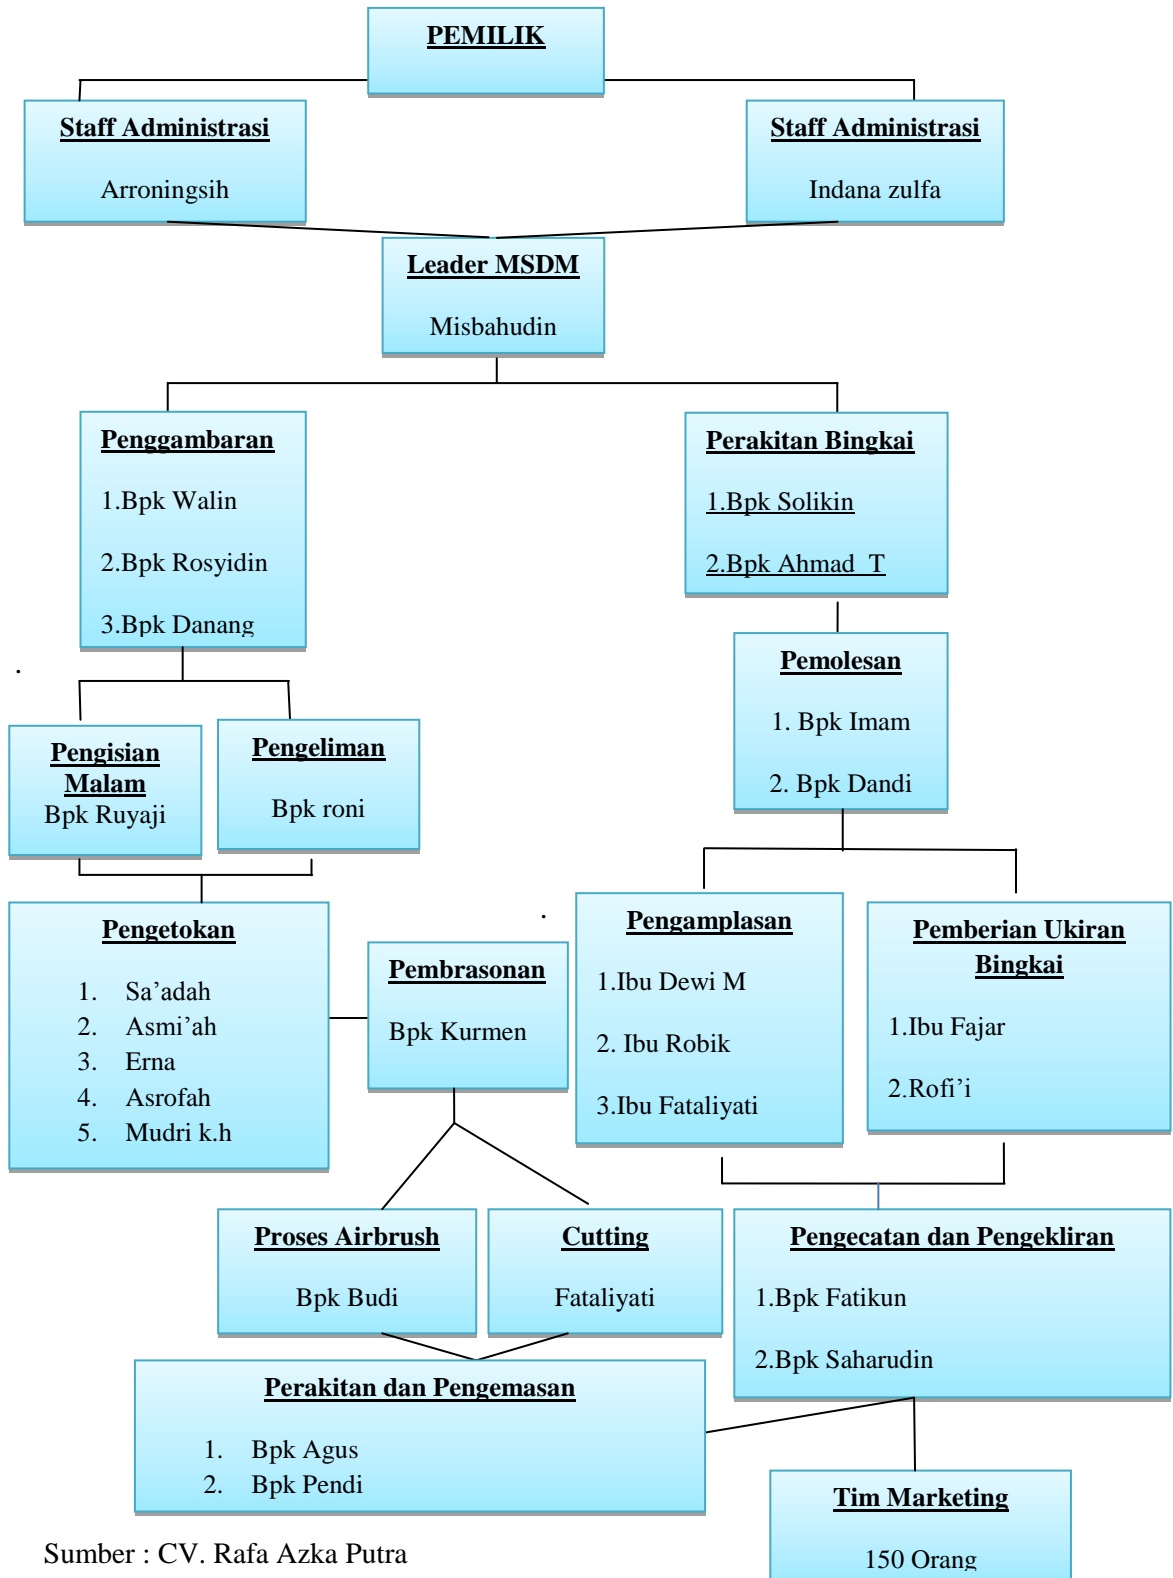 PEMILIK
Staff Administrasi
Arroningsih
Staff Administrasi
Indana zulfa
Leader MSDM
Misbahudin
Penggambaran
1.Bpk Walin
2.Bpk Rosyidin
3.Bpk Danang
Perakitan Bingkai
1.Bpk Solikin
2.Bpk Ahmad T
.
Pemolesan
1. Bpk Imam
2. Bpk Dandi
Pengisian
Malam
Bpk Ruyaji
Pengeliman
Bpk roni
Pengetokan
1. Sa’adah
2. Asmi’ah
3. Erna
4. Asrofah
5. Mudri k.h
.
Pembrasonan
Bpk Kurmen
Pengamplasan
1.Ibu Dewi M
2. Ibu Robik
3.Ibu Fataliyati
Pemberian Ukiran
Bingkai
1.Ibu Fajar
2.Rofi’i
Proses Airbrush
Bpk Budi
Cutting
Fataliyati
Pengecatan dan Pengekliran
1.Bpk Fatikun
2.Bpk Saharudin
Perakitan dan Pengemasan
1. Bpk Agus
2. Bpk Pendi
Tim Marketing
150 Orang
Sumber : CV. Rafa Azka Putra